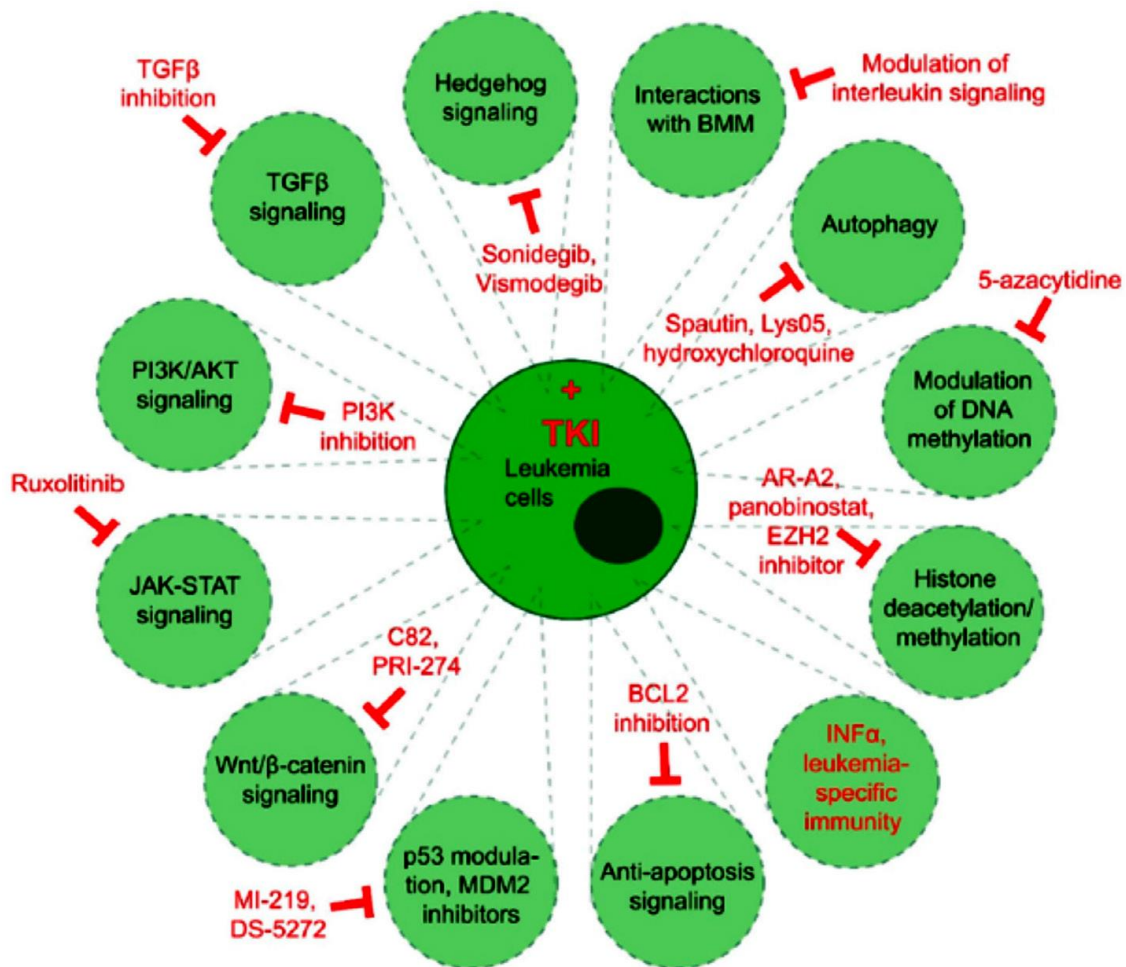 TGFβ
inhibition
TGFβ
signaling
Hedgehog
signaling
Sonidegib,
Vismodegib
Interactions
with BMM
Modulation of
interleukin signaling
Autophagy
Spautin, Lys05,
hydroxychloroquine
5-azacytidine
Modulation
of DNA
methylation
PI3K/AKT
signaling
PI3K
inhibition
+
TKI
Leukemia
cells
AR-A2,
panobinostat,
EZH2
inhibitor
Histone
deacetylation/
methylation
Ruxolitinib
JAK-STAT
signaling
C82,
PRI-274
Wnt/β-catenin
signaling
BCL2
inhibition
INFα,
leukemia-
specific
immunity
MI-219,
DS-5272
p53 modula-
tion, MDM2
inhibitors
Anti-apoptosis
signaling